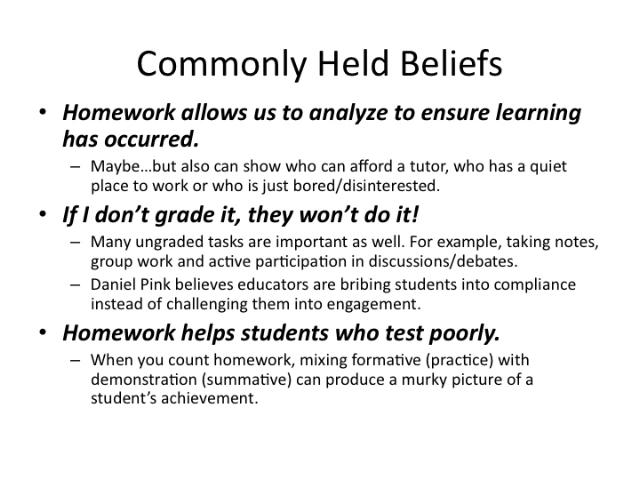 Commonly Held Beliefs
• Homework allows us to analyze to ensure learning
has occurred.
– Maybe…but also can show who can afford a tutor, who has a quiet
place to work or who is just bored/disinterested.
• If I don’t grade it, they won’t do it!
– Many ungraded tasks are important as well. For example, taking notes,
group work and active participation in discussions/debates.
– Daniel Pink believes educators are bribing students into compliance
instead of challenging them into engagement.
• Homework helps students who test poorly.
– When you count homework, mixing formative (practice) with
demonstration (summative) can produce a murky picture of a
student’s achievement.